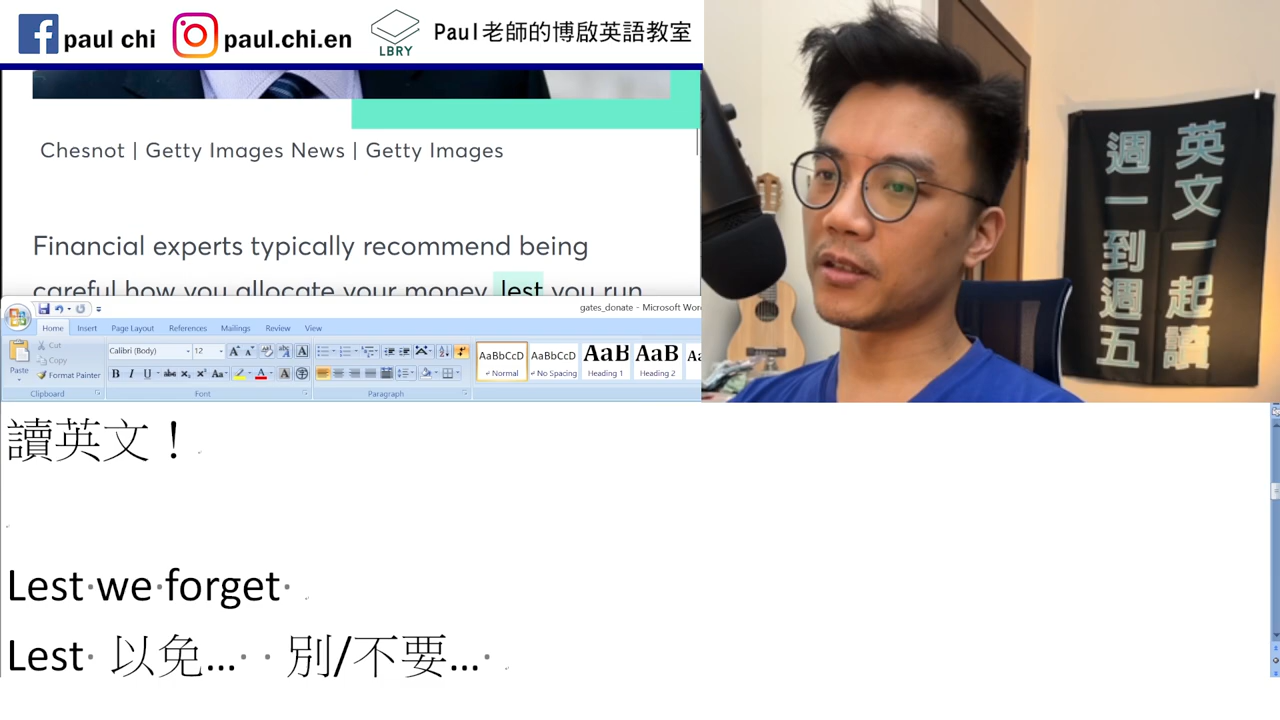 paul chi
paul.chi.en
LBRY
Paul老師的博啟英語教室
Chesnot | Getty Images News | Getty Images
Financial experts typically recommend being
careful how you allocate your money, lest you run
英文一起讀
週一到週五
gates_donate - Microsoft Wor
Home Insert Page Layout References Mailings Review View
Paste
Cut
Copy
Format Painter
Clipboard
Calibri (Body) 12
Font
Paragraph
AaBbCcD
Normal
AaBbCcD
No Spacing
AaB
Heading 1
AaB
Heading 2
讀英文！
Lest we forget
Lest 以免... 別/不要...